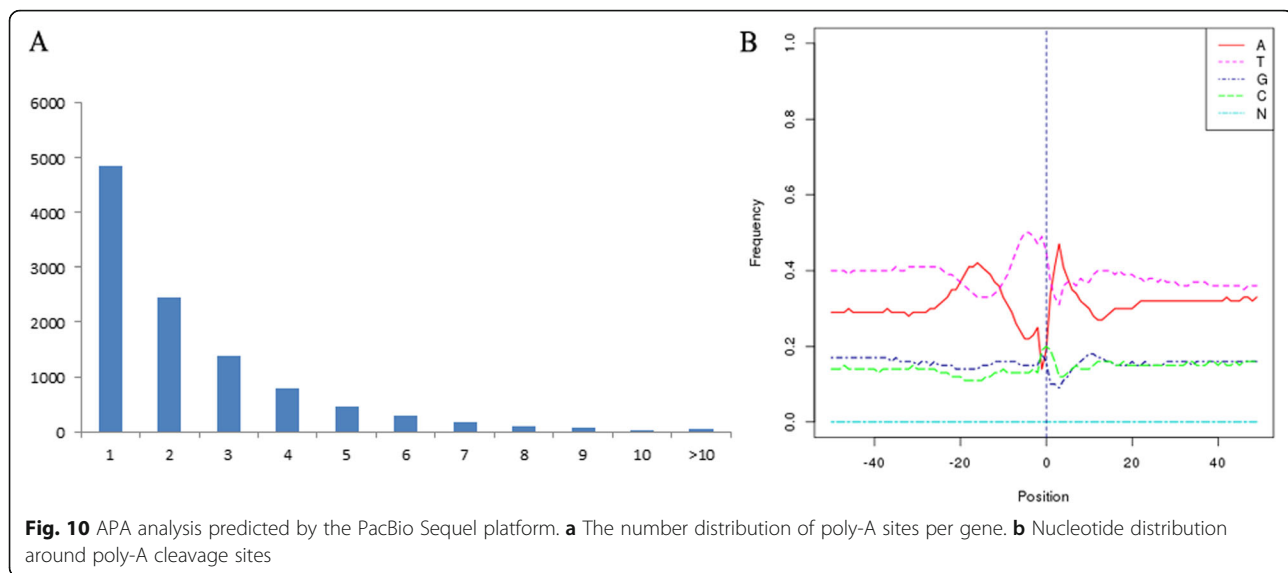 A
6000
5000
4000
3000
2000
1000
0
1 2 3 4 5 6 7 8 9 10 >10
B
A
T
G
C
N
1.0
0.8
0.6
0.4
0.2
0.0
Frequency
-40 -20 0 20 40
Position
Fig. 10 APA analysis predicted by the PacBio Sequel platform. a The number distribution of poly-A sites per gene. b Nucleotide distribution
around poly-A cleavage sites